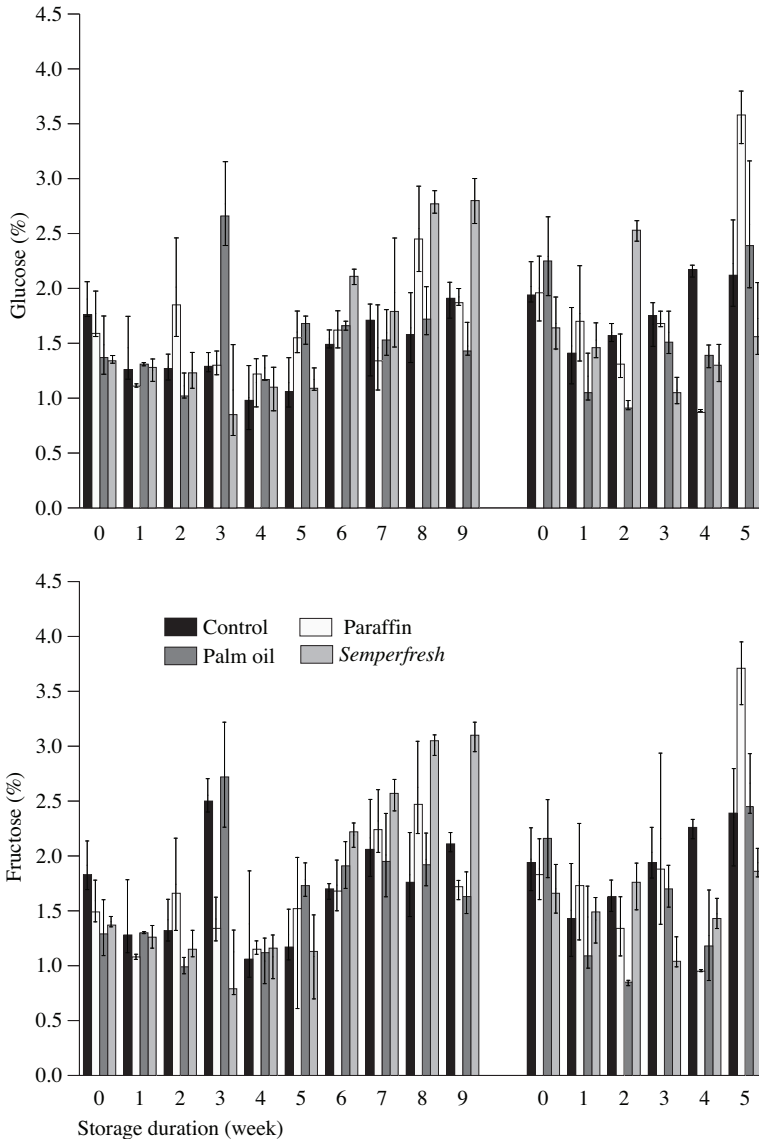 4.5
4.0
3.5
3.0
2.5
2.0
1.5
1.0
0.5
0.0
Glucose (%)
0 1 2 3 4 5 6 7 8 9 0 1 2 3 4 5
4.5
4.0
3.5
3.0
2.5
2.0
1.5
1.0
0.5
0.0
Fructose (%)
Control Paraffin
Palm oil Semperfresh
0 1 2 3 4 5 6 7 8 9 0 1 2 3 4 5
Storage duration (week)